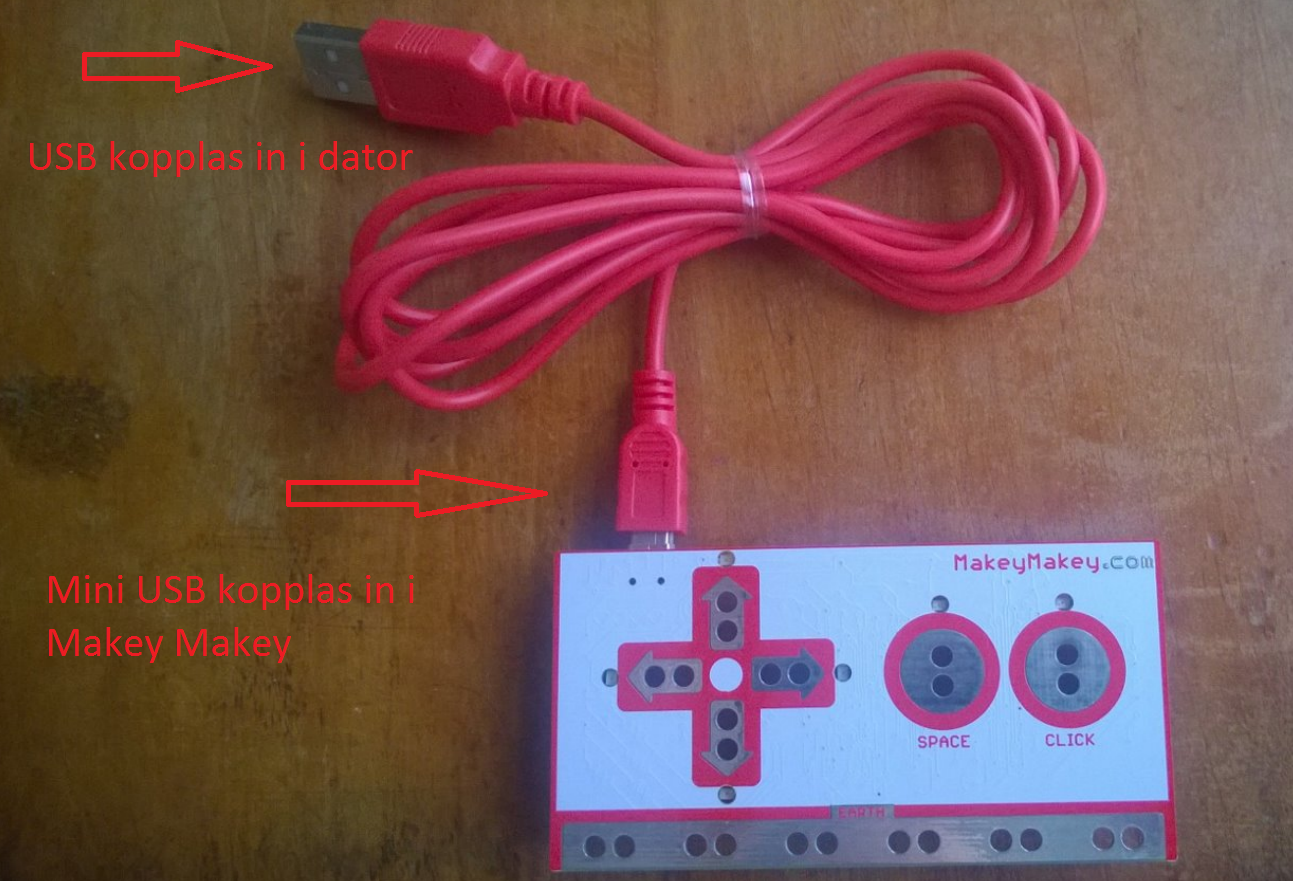 USB kopplas in i dator
Mini USB kopplas in i
Makey Makey
MakeyMakey.com
SPACE
CLICK
EARTH